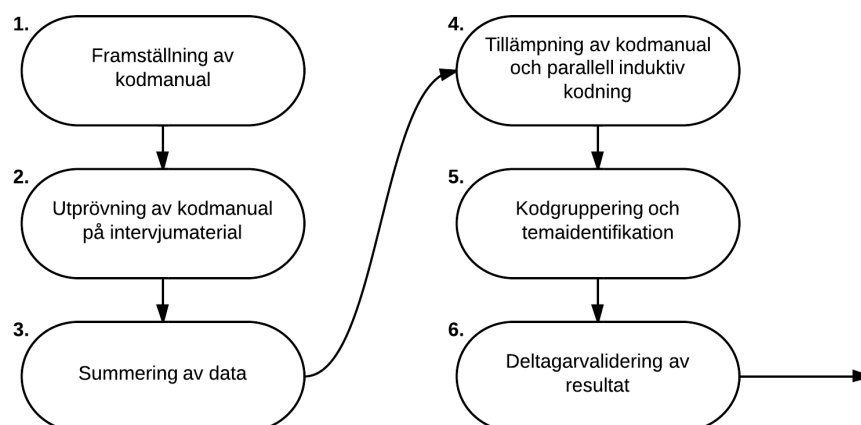 1.
Framställning av
kodmanual
2.
Utprövning av kodmanual
på intervjumaterial
3.
Summering av data
4.
Tillämpning av kodmanual
och parallell induktiv
kodning
5.
Kodgruppering och
temaidentifikation
6.
Deltagarvalidering av
resultat